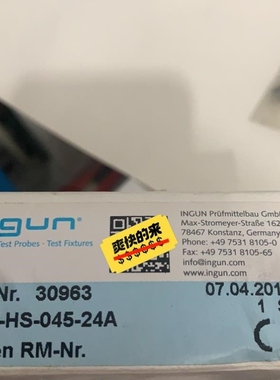 ingun®
Test Probes · Test Fixtures
INGUN Prüfmittelbau Gmb
Max-Stromeyer-Straße 162
78467 Konstanz, Germany
Phone +49 7531 8105-0
Fax +49 7531 8105-65
info@ingun.com
www.ingun.com
爽快的来
$$$$$$
Nr. 30963
07.04.201
-HS-045-24A
1
en RM-Nr.